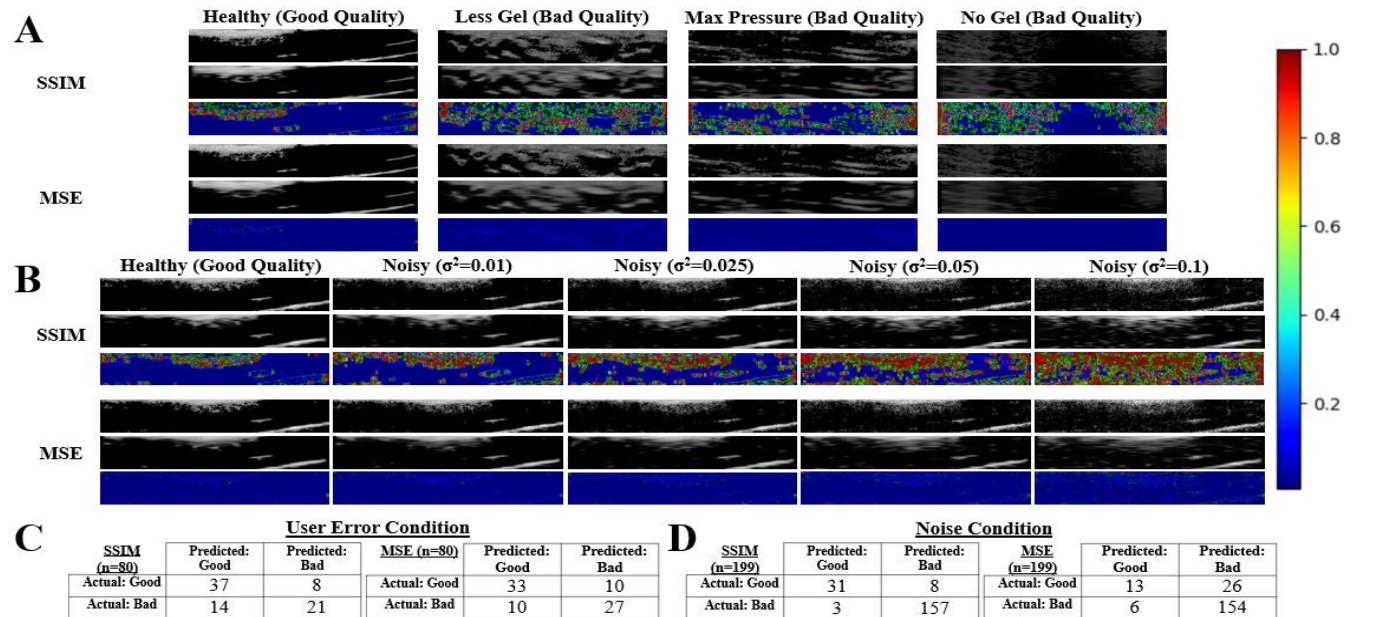 A
Healthy (Good Quality) Less Gel (Bad Quality) Max Pressure (Bad Quality) No Gel (Bad Quality)
SSIM
MSE
1.0
0.8
0.6
0.4
0.2
B
Healthy (Good Quality) Noisy (σ²=0.01) Noisy (σ²=0.025) Noisy (σ²=0.05) Noisy (σ²=0.1)
SSIM
MSE
C
User Error Condition
SSIM (n=80) Predicted: Good Predicted: Bad
Actual: Good 37 8
Actual: Bad 14 21
MSE (n=80) Predicted: Good Predicted: Bad
Actual: Good 33 10
Actual: Bad 10 27
D
Noise Condition
SSIM (n=199) Predicted: Good Predicted: Bad
Actual: Good 31 8
Actual: Bad 3 157
MSE (n=199) Predicted: Good Predicted: Bad
Actual: Good 13 26
Actual: Bad 6 154